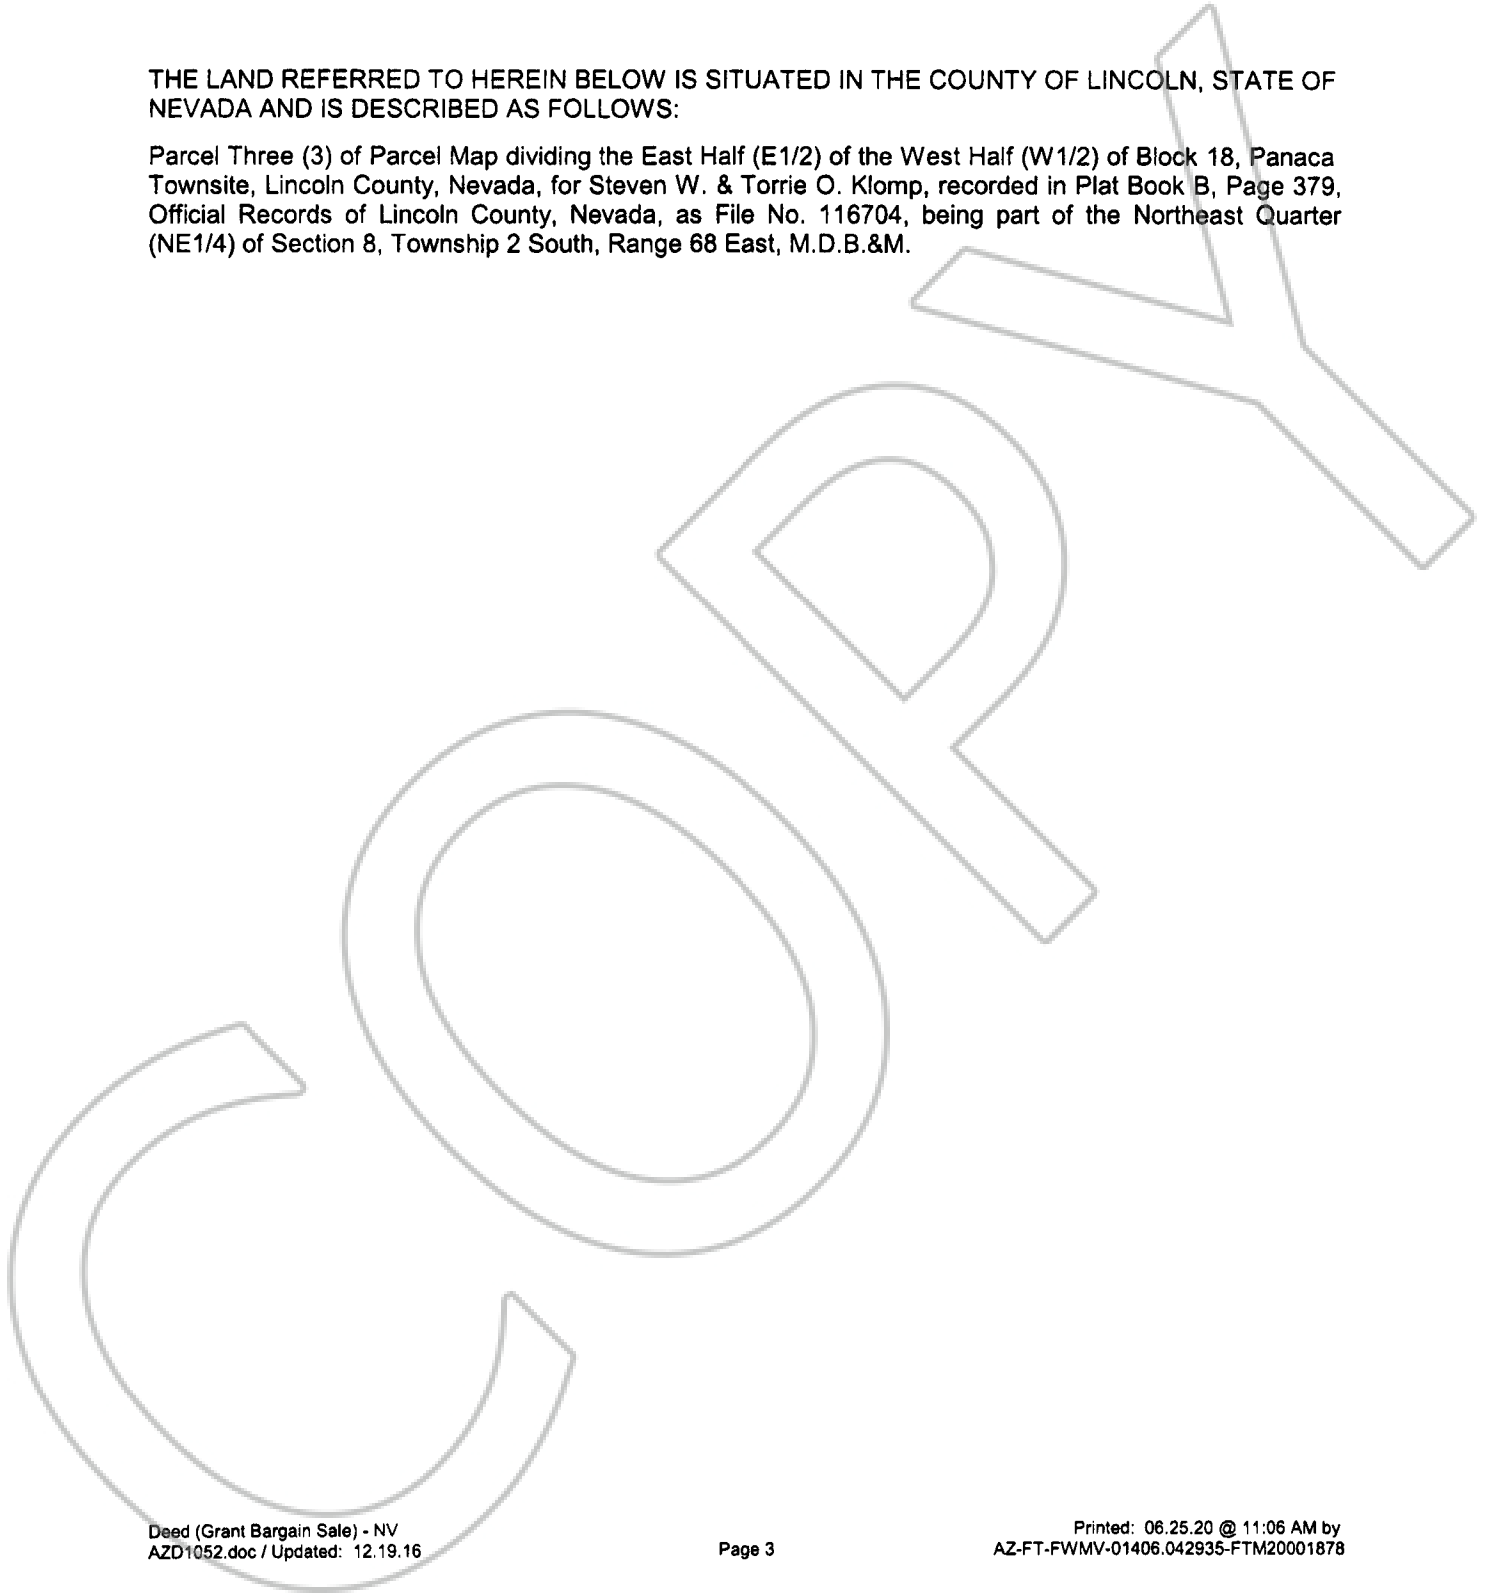 THE LAND REFERRED TO HEREIN BELOW IS SITUATED IN THE COUNTY OF LINCOLN, STATE OF
NEVADA AND IS DESCRIBED AS FOLLOWS:
Parcel Three (3) of Parcel Map dividing the East Half (E1/2) of the West Half (W1/2) of Block 18, Panaca
Townsite, Lincoln County, Nevada, for Steven W. & Torrie O. Klomp, recorded in Plat Book B, Page 379,
Official Records of Lincoln County, Nevada, as File No. 116704, being part of the Northeast Quarter
(NE1/4) of Section 8, Township 2 South, Range 68 East, M.D.B.&M.
COPY
Deed (Grant Bargain Sale) - NV
AZD1052.doc / Updated: 12.19.16
Page 3
Printed: 06.25.20 @ 11:06 AM by
AZ-FT-FWMV-01406.042935-FTM20001878